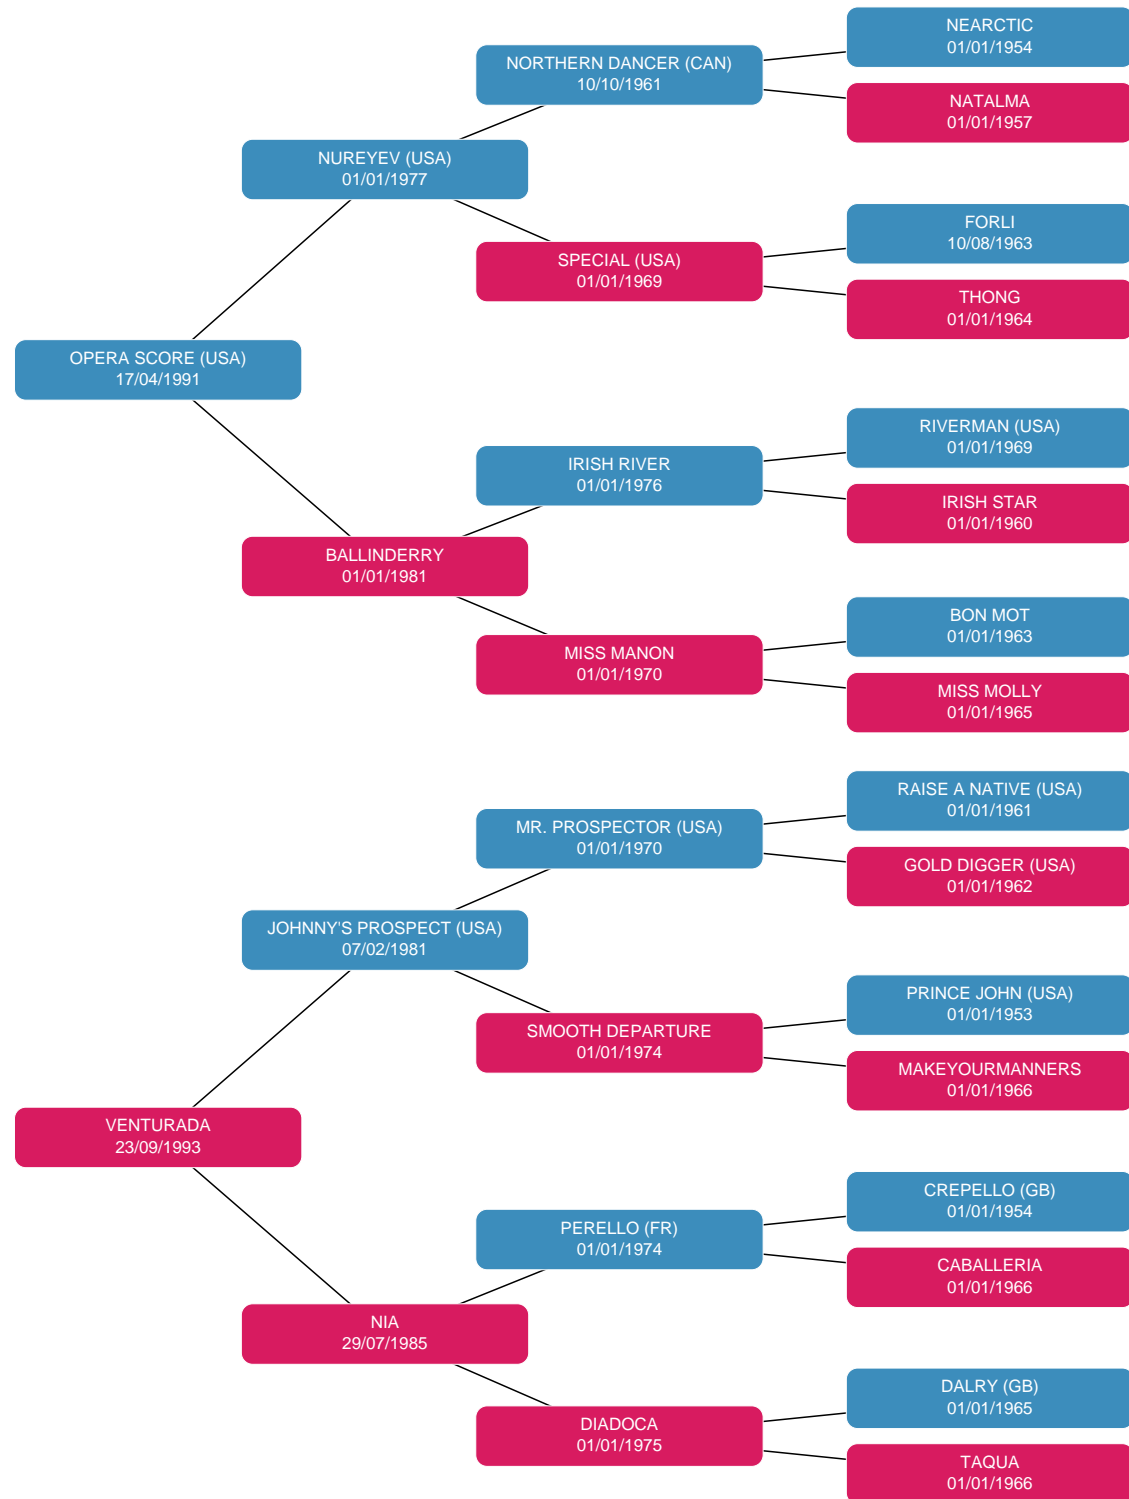 NEARCTIC
01/01/1954
NORTHERN DANCER (CAN)
10/10/1961
NATALMA
01/01/1957
NUREYEV (USA)
01/01/1977
FORLI
10/08/1963
SPECIAL (USA)
01/01/1969
THONG
01/01/1964
OPERA SCORE (USA)
17/04/1991
RIVERMAN (USA)
01/01/1969
IRISH RIVER
01/01/1976
IRISH STAR
01/01/1960
BALLINDERRY
01/01/1981
BON MOT
01/01/1963
MISS MANON
01/01/1970
MISS MOLLY
01/01/1965
RAISE A NATIVE (USA)
01/01/1961
MR. PROSPECTOR (USA)
01/01/1970
GOLD DIGGER (USA)
01/01/1962
JOHNNY'S PROSPECT (USA)
07/02/1981
PRINCE JOHN (USA)
01/01/1953
SMOOTH DEPARTURE
01/01/1974
MAKEYOURMANNERS
01/01/1966
VENTURADA
23/09/1993
CREPELLO (GB)
01/01/1954
PERELLO (FR)
01/01/1974
CABALLERIA
01/01/1966
NIA
29/07/1985
DALRY (GB)
01/01/1965
DIADOCA
01/01/1975
TAQUA
01/01/1966